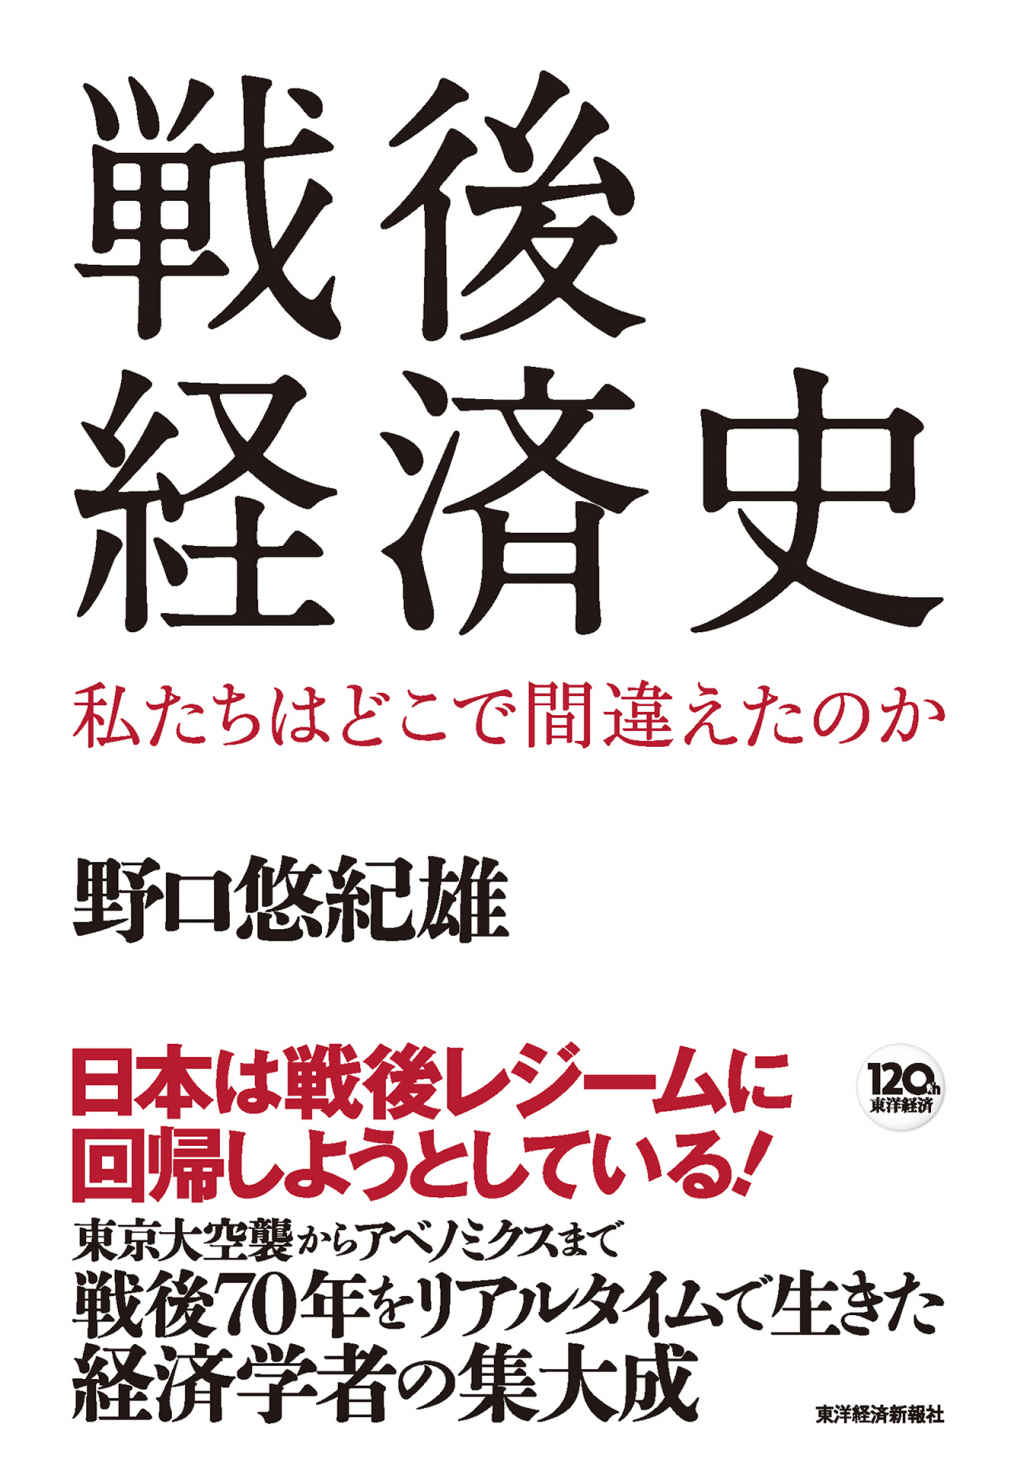 戦後
経済史
私たちはどこで間違えたのか
野口悠紀雄
日本は戦後レジームに
回帰しようとしている!
120th
東洋経済
東京大空襲からアベノミクスまで
戦後70年をリアルタイムで生きた
経済学者の集大成
東洋経済新報社